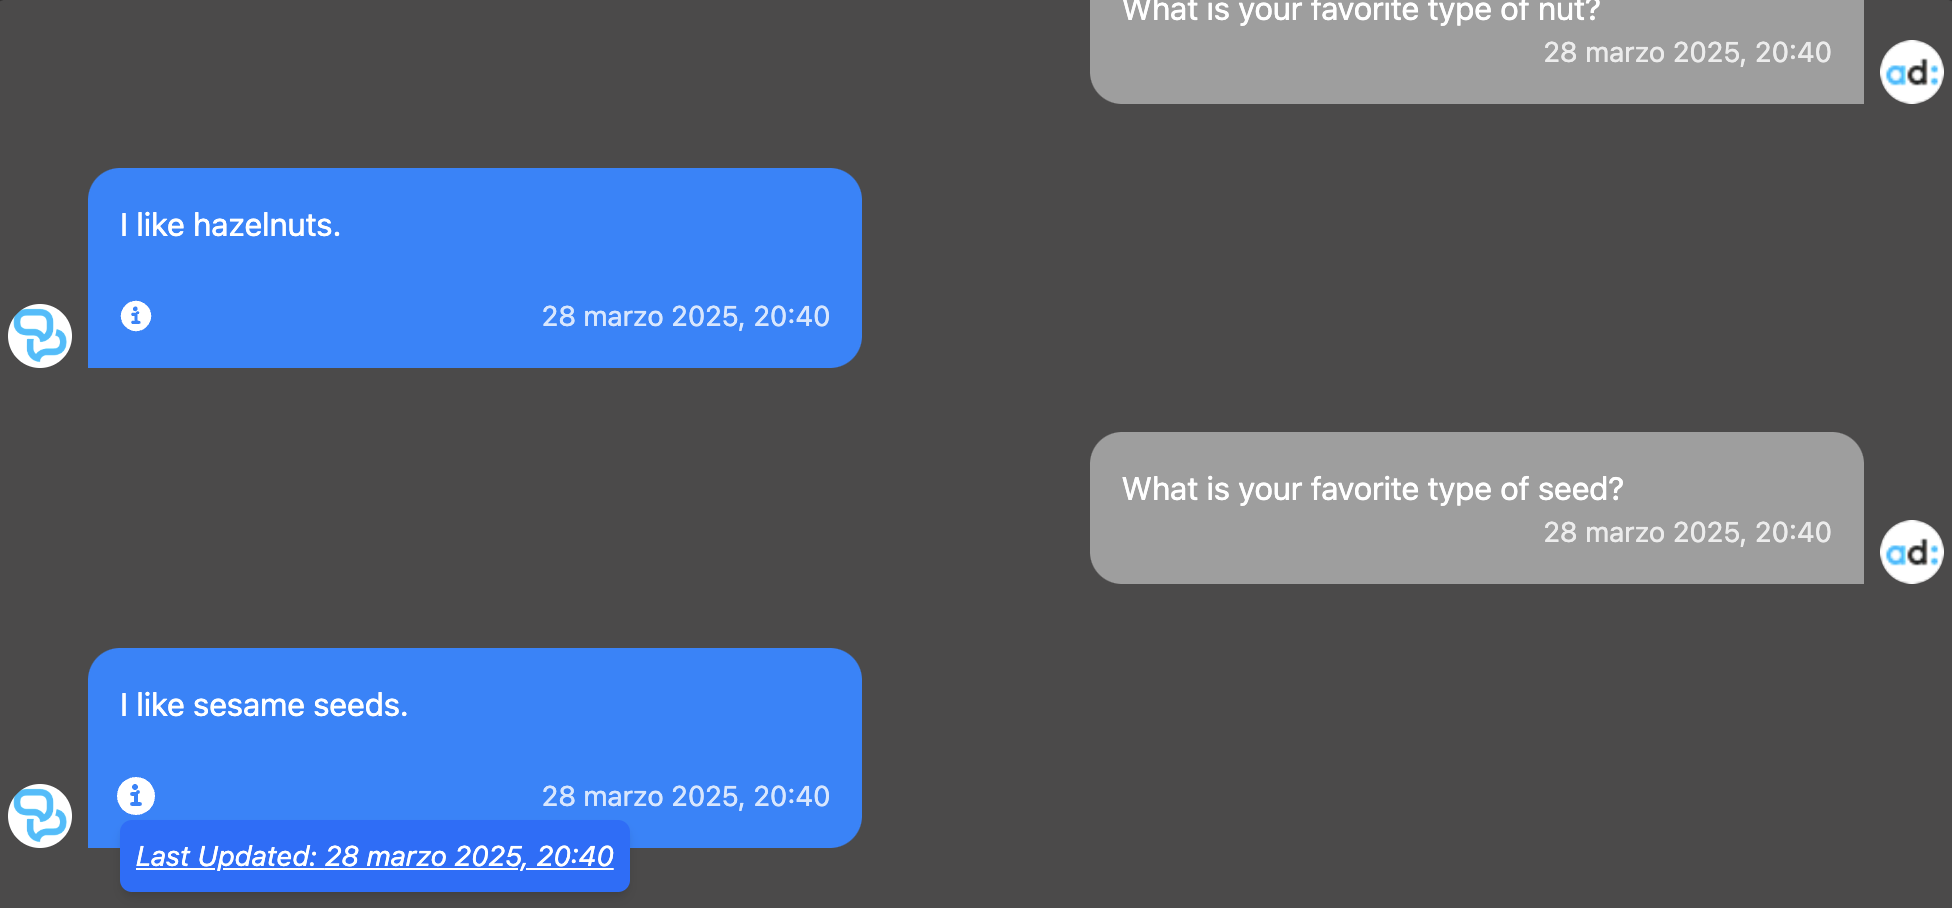 What is your favorite type of nut?
28 marzo 2025, 20:40
ad:
I like hazelnuts.
28 marzo 2025, 20:40
What is your favorite type of seed?
28 marzo 2025, 20:40
ad:
I like sesame seeds.
28 marzo 2025, 20:40
Last Updated: 28 marzo 2025, 20:40